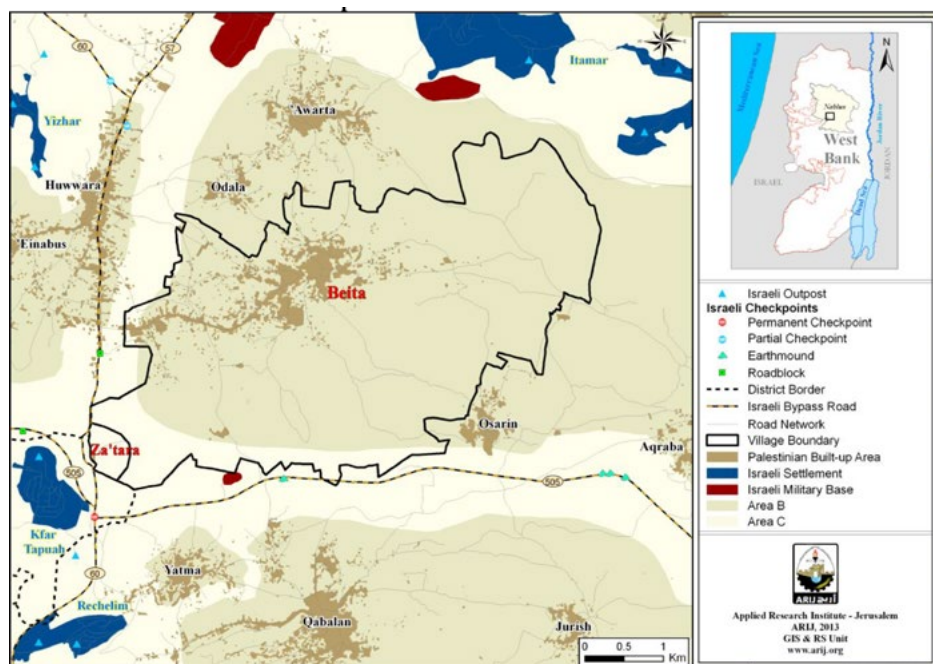 60
57
Itamar
'Awarta
Yizhar
Huwwara
Odala
'Einabus
Beita
Osarin
Aqraba
Za'tara
505
505
Kfar
Tapuah
60
Yatma
Rechelim
Qabalan
Jurish
0 0.5 1
Km
N
Mediterranean Sea
Nablus
West
Bank
Jordan River
JORDAN
ISRAEL
Dead Sea
Israeli Outpost
Israeli Checkpoints
Permanent Checkpoint
Partial Checkpoint
Earthmound
Roadblock
District Border
Israeli Bypass Road
Road Network
Village Boundary
Palestinian Built-up Area
Israeli Settlement
Israeli Military Base
Area B
Area C
ARIJ أريج
Applied Research Institute - Jerusalem
ARIJ, 2013
GIS & RS Unit
www.arij.org